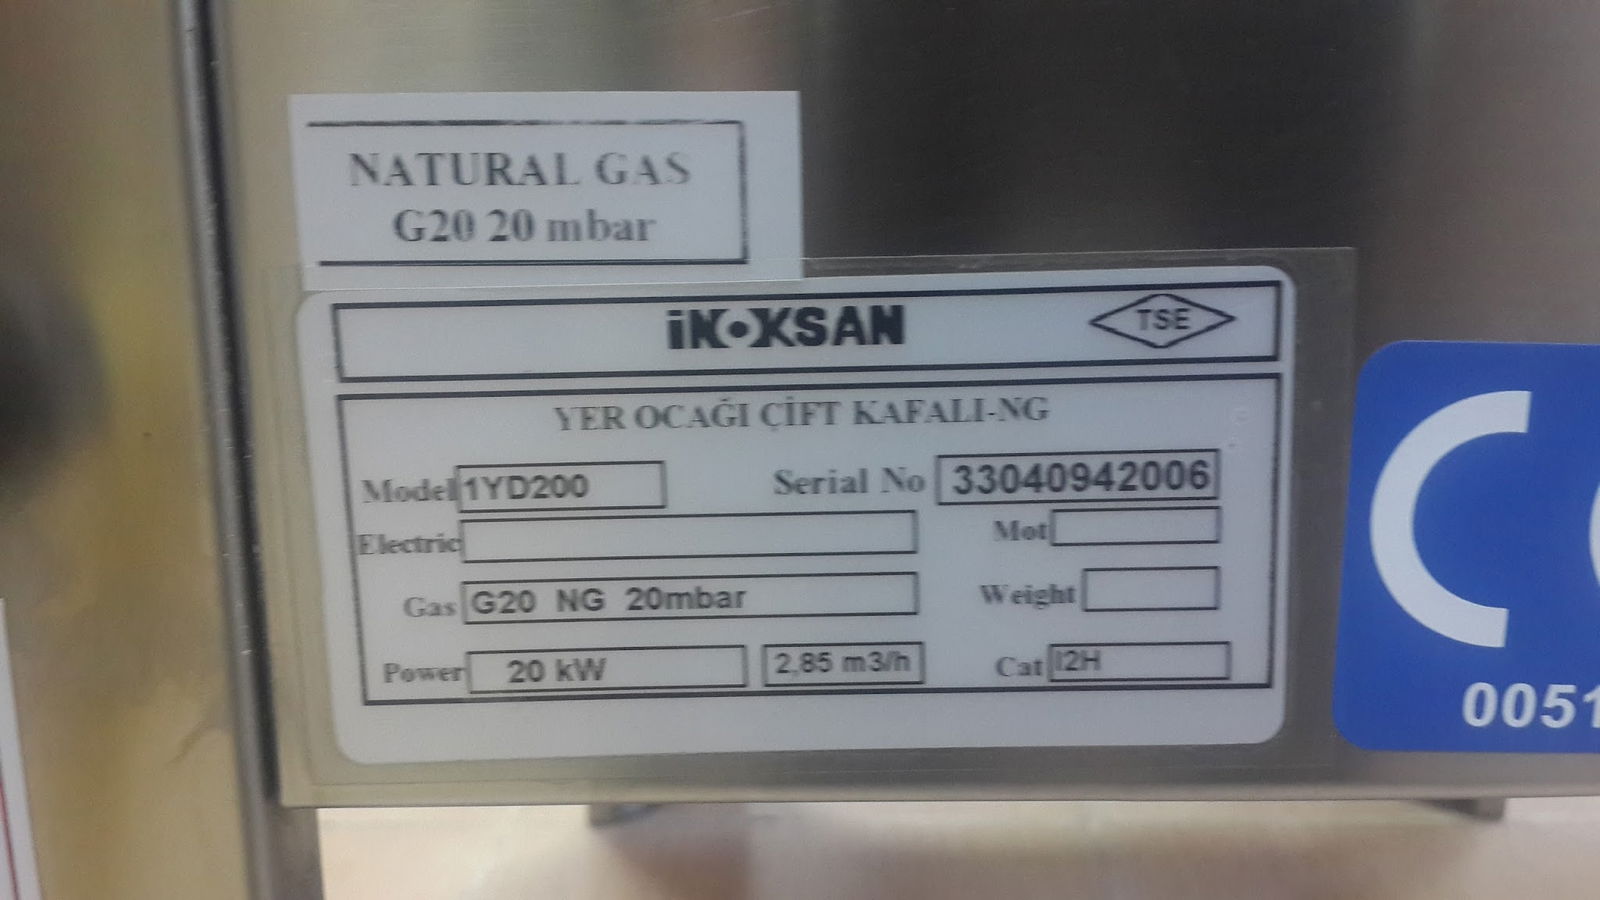 NATURAL GAS
G20 20 mbar
iNOKSAN
TSE
YER OCAĞI ÇİFT KAFALI-NG
Model 1YD200 Serial No 33040942006
Electric Mot
Gas G20 NG 20mbar Weight
Power 20 kW 2,85 m3/h Cat I2H
0051